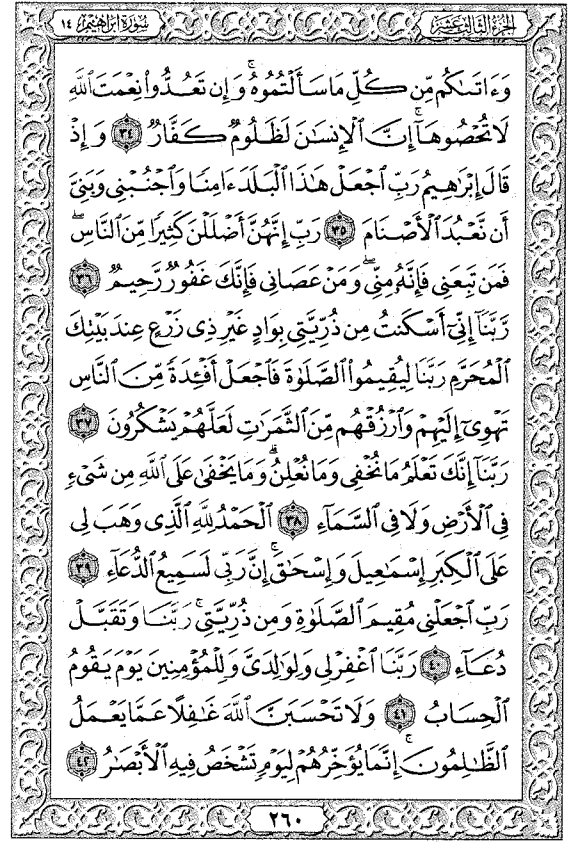 سورة إبراهيم ١٤
الجزء الثالث عشر
وَءَاتَىٰكُم مِّن كُلِّ مَا سَأَلْتُمُوهُ ۚ وَإِن تَعُدُّوا۟ نِعْمَتَ ٱللَّهِ
لَا تُحْصُوهَآ ۗ إِنَّ ٱلْإِنسَٰنَ لَظَلُومٌ كَفَّارٌ ٣٤ وَإِذْ
قَالَ إِبْرَٰهِيمُ رَبِّ ٱجْعَلْ هَٰذَا ٱلْبَلَدَ ءَامِنًا وَٱجْنُبْنِى وَبَنِىَّ
أَن نَّعْبُدَ ٱلْأَصْنَامَ ٣٥ رَبِّ إِنَّهُنَّ أَضْلَلْنَ كَثِيرًا مِّنَ ٱلنَّاسِ ۖ
فَمَن تَبِعَنِى فَإِنَّهُۥ مِنِّى ۖ وَمَنْ عَصَانِى فَإِنَّكَ غَفُورٌ رَّحِيمٌ ٣٦
رَّبَّنَآ إِنِّىٓ أَسْكَنتُ مِن ذُرِّيَّتِى بِوَادٍ غَيْرِ ذِى زَرْعٍ عِندَ بَيْتِكَ
ٱلْمُحَرَّمِ رَبَّنَا لِيُقِيمُوا۟ ٱلصَّلَوٰةَ فَٱجْعَلْ أَفْـِٔدَةً مِّنَ ٱلنَّاسِ
تَهْوِىٓ إِلَيْهِمْ وَٱرْزُقْهُم مِّنَ ٱلثَّمَرَٰتِ لَعَلَّهُمْ يَشْكُرُونَ ٣٧
رَبَّنَآ إِنَّكَ تَعْلَمُ مَا نُخْفِى وَمَا نُعْلِنُ ۗ وَمَا يَخْفَىٰ عَلَى ٱللَّهِ مِن شَىْءٍ
فِى ٱلْأَرْضِ وَلَا فِى ٱلسَّمَآءِ ٣٨ ٱلْحَمْدُ لِلَّهِ ٱلَّذِى وَهَبَ لِى
عَلَى ٱلْكِبَرِ إِسْمَٰعِيلَ وَإِسْحَٰقَ ۚ إِنَّ رَبِّى لَسَمِيعُ ٱلدُّعَآءِ ٣٩
رَبِّ ٱجْعَلْنِى مُقِيمَ ٱلصَّلَوٰةِ وَمِن ذُرِّيَّتِى ۚ رَبَّنَا وَتَقَبَّلْ
دُعَآءِ ٤٠ رَبَّنَا ٱغْفِرْ لِى وَلِوَٰلِدَىَّ وَلِلْمُؤْمِنِينَ يَوْمَ يَقُومُ
ٱلْحِسَابُ ٤١ وَلَا تَحْسَبَنَّ ٱللَّهَ غَٰفِلًا عَمَّا يَعْمَلُ
ٱلظَّٰلِمُونَ ۚ إِنَّمَا يُؤَخِّرُهُمْ لِيَوْمٍ تَشْخَصُ فِيهِ ٱلْأَبْصَٰرُ ٤٢
٢٦٠